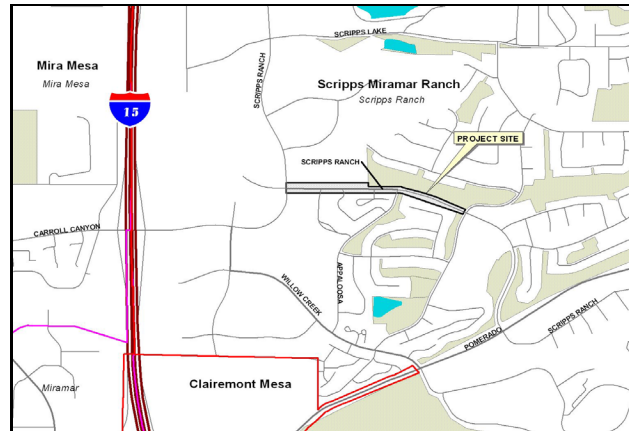 SCRIPPS LAKE
Mira Mesa
Mira Mesa
SCRIPPS RANCH
Scripps Miramar Ranch
Scripps Ranch
15
PROJECT SITE
SCRIPPS RANCH
CARROLL CANYON
APPALOOSA
WILLOW CREEK
SCRIPPS RANCH
POMERADO
Clairemont Mesa
Miramar